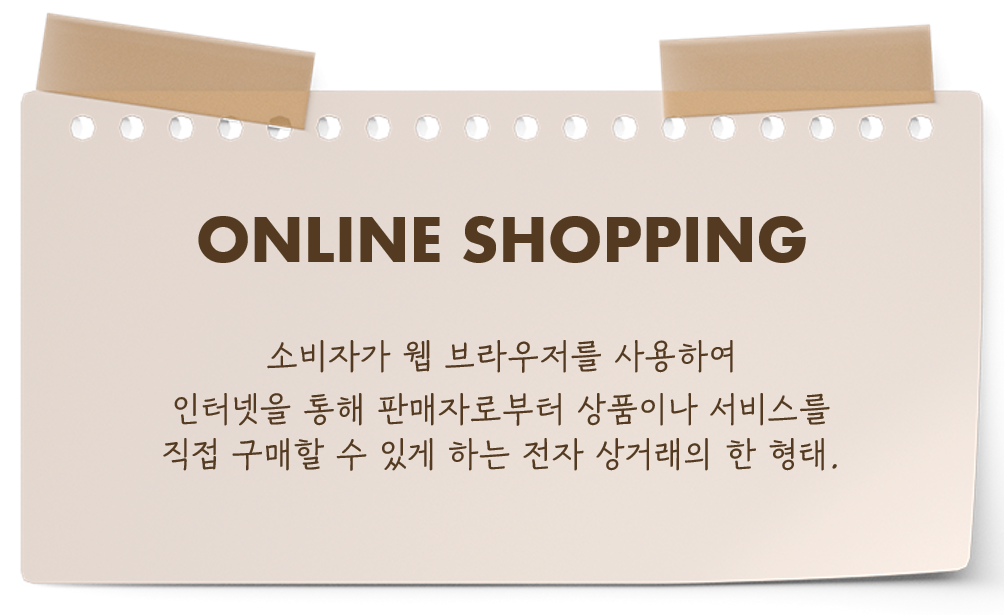 ONLINE SHOPPING
소비자가 웹 브라우저를 사용하여
인터넷을 통해 판매자로부터 상품이나 서비스를
직접 구매할 수 있게 하는 전자 상거래의 한 형태.